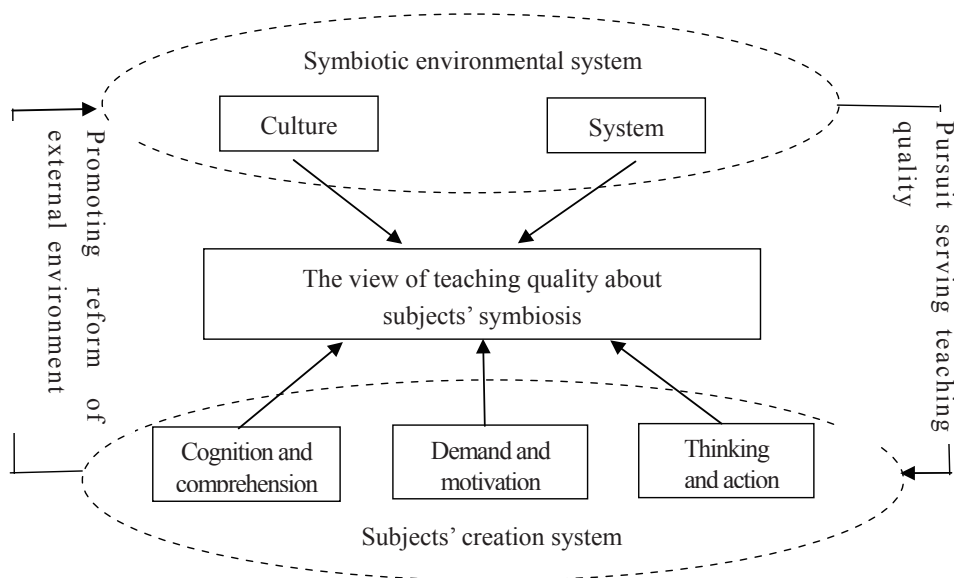 Symbiotic environmental system
Culture
System
Promoting reform of
external environment
Pursuit serving teaching
quality
The view of teaching quality about
subjects’ symbiosis
Cognition and
comprehension
Demand and
motivation
Thinking
and action
Subjects’ creation system